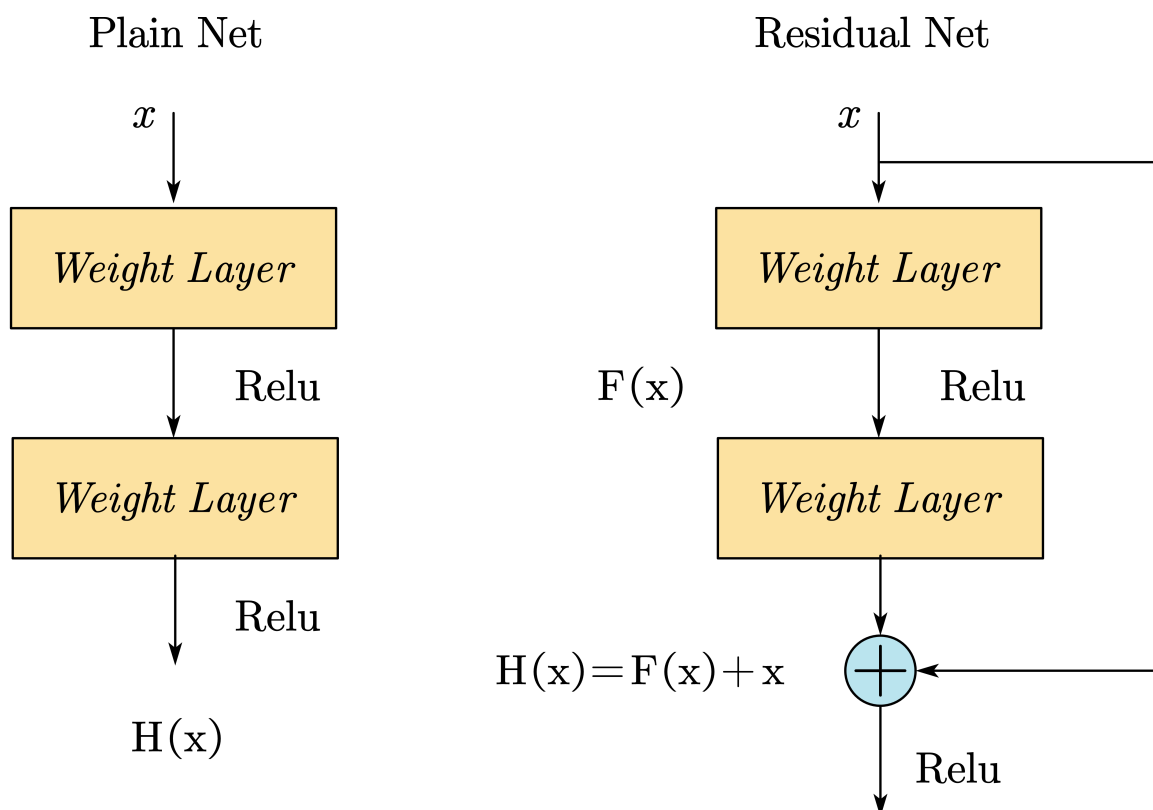 Plain Net
x
Weight Layer
Relu
Weight Layer
Relu
H(x)
Residual Net
x
Weight Layer
F(x)
Relu
Weight Layer
H(x)=F(x)+x
Relu